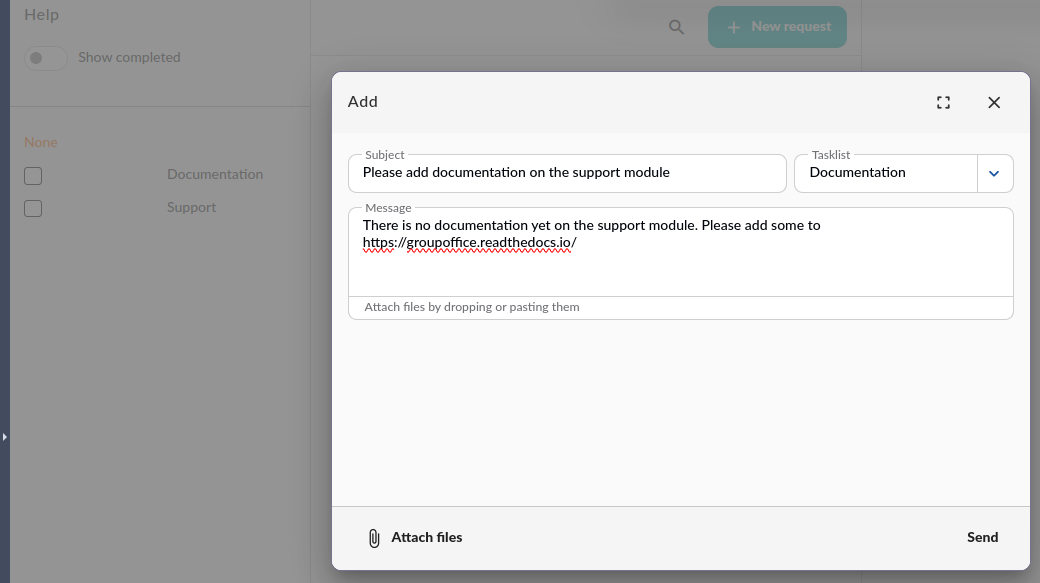 Help
Show completed
None
Documentation
Support
New request
Add
Subject
Please add documentation on the support module
Tasklist
Documentation
Message
There is no documentation yet on the support module. Please add some to
https://groupoffice.readthedocs.io/
Attach files by dropping or pasting them
Attach files
Send